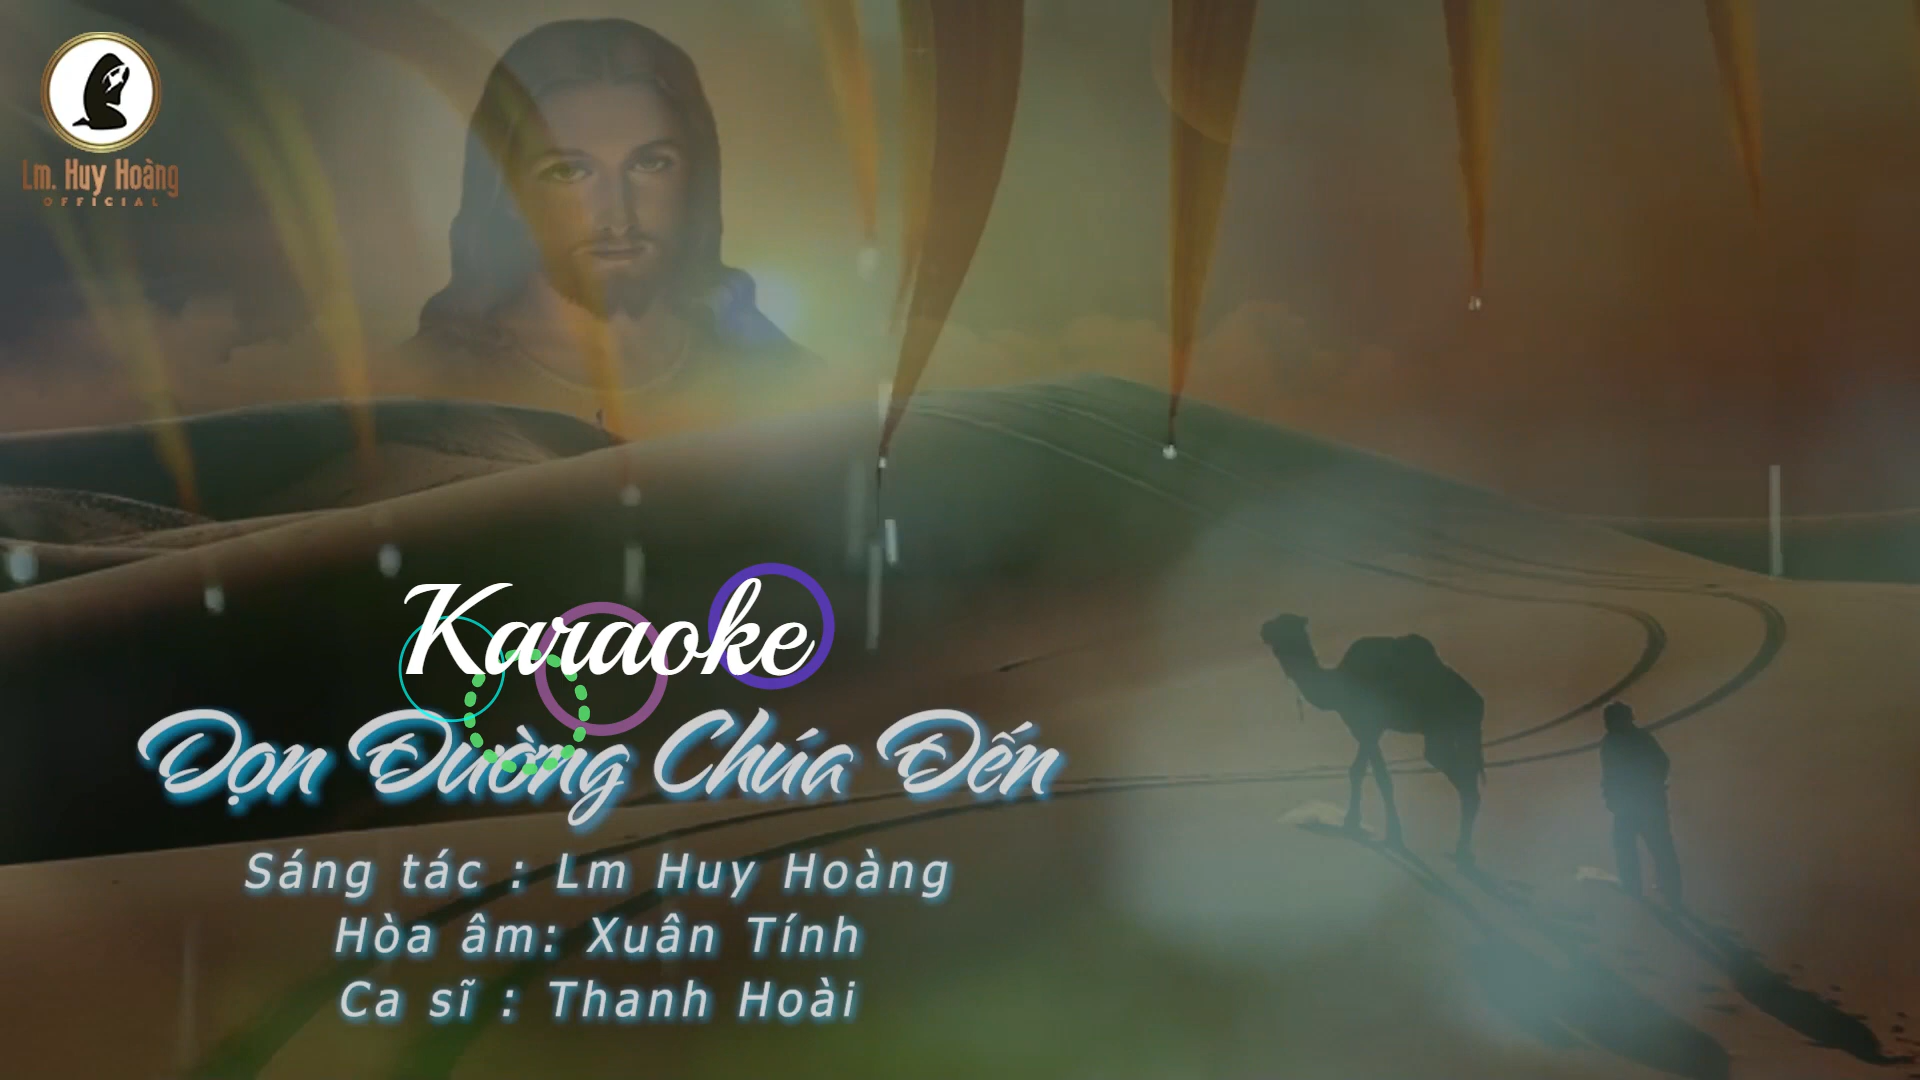 Lm. Huy Hoàng
OFFICIAL
Karaoke
Dọn Đường Chúa Đến
Sáng tác : Lm Huy Hoàng
Hòa âm: Xuân Tính
Ca sĩ : Thanh Hoài